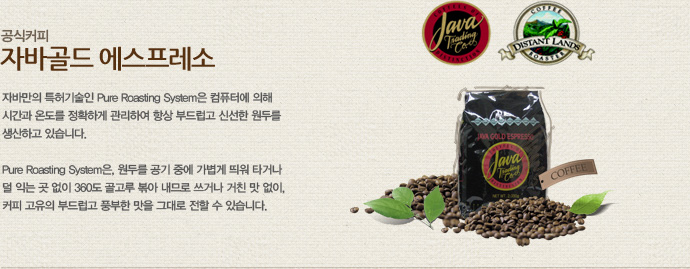 공식커피
자바골드 에스프레소
자바만의 특허기술인 Pure Roasting System은 컴퓨터에 의해
시간과 온도를 정확하게 관리하여 항상 부드럽고 신선한 원두를
생산하고 있습니다.
Pure Roasting System은, 원두를 공기 중에 가볍게 띄워 타거나
덜 익는 곳 없이 360도 골고루 볶아 내므로 쓰거나 거친 맛 없이,
커피 고유의 부드럽고 풍부한 맛을 그대로 전할 수 있습니다.
Java
Trading
Co.
COFFEE
DISTANT LANDS
ROASTER
JAVA GOLD ESPRESSO
Java
Trading
Co.
COFFEE